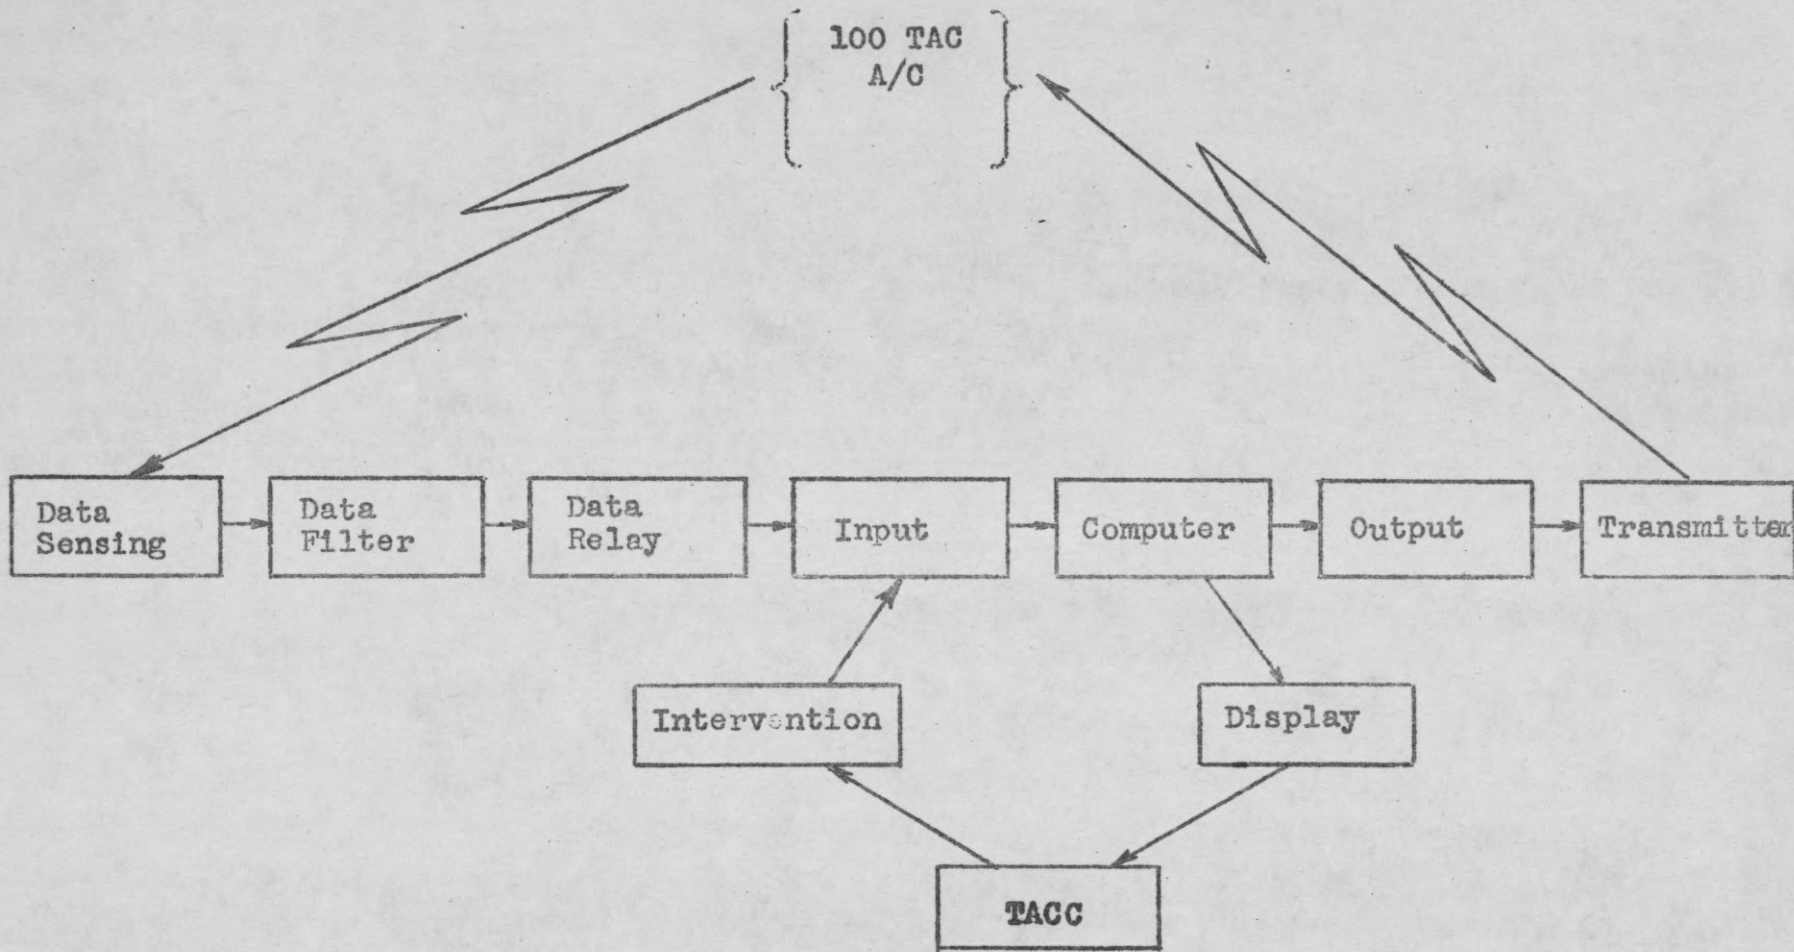 100 TAC
A/C
Data
Sensing
Data
Filter
Data
Relay
Input
Computer
Output
Transmitter
Intervention
Display
TACC